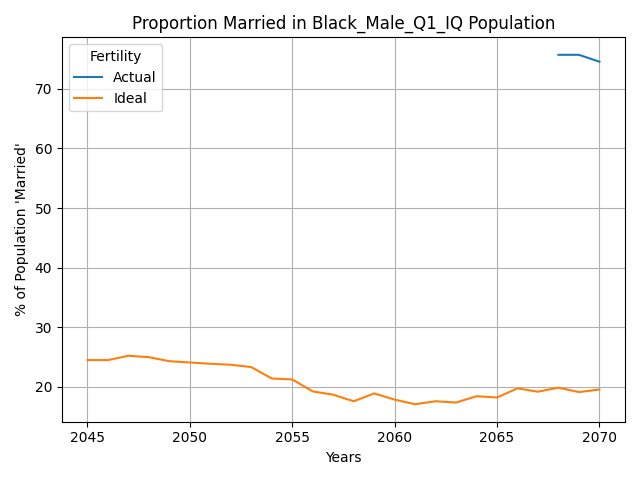 Proportion Married in Black_Male_Q1_IQ Population
Fertility
Actual
Ideal
% of Population 'Married'
70
60
50
40
30
20
2045
2050
2055
2060
2065
2070
Years